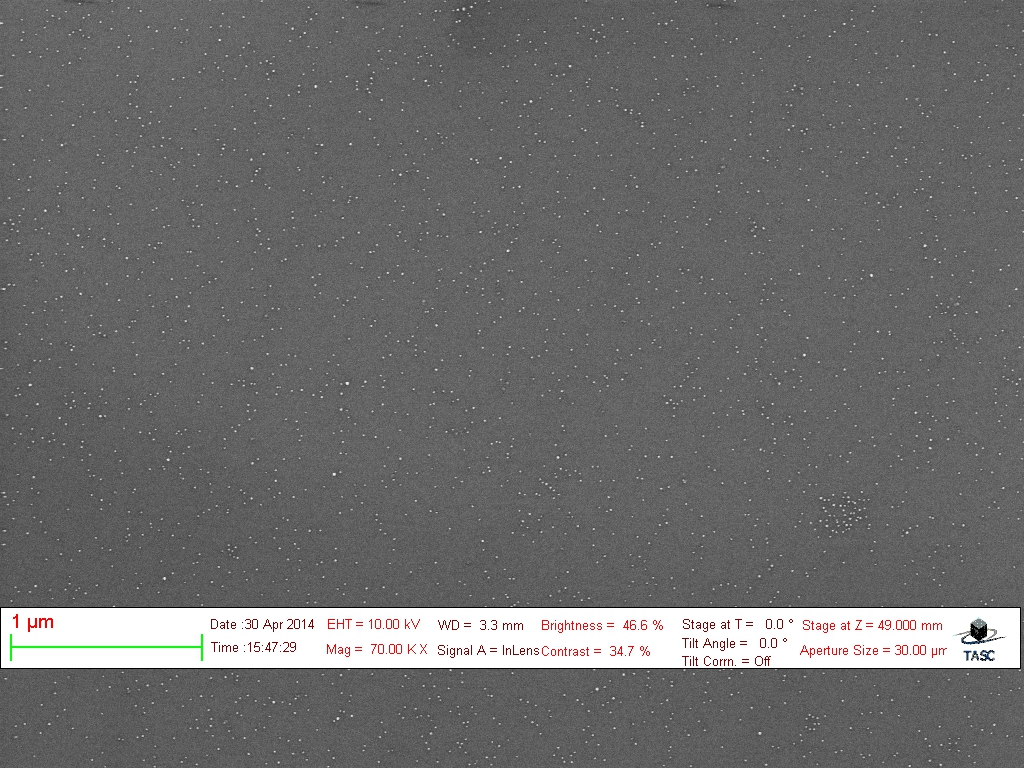 1 µm
Date :30 Apr 2014 EHT = 10.00 kV WD = 3.3 mm Brightness = 46.6 % Stage at T = 0.0 ° Stage at Z = 49.000 mm
Time :15:47:29 Mag = 70.00 K X Signal A = InLens Contrast = 34.7 % Tilt Angle = 0.0 ° Aperture Size = 30.00 µm
Tilt Corrn. = Off
TASC